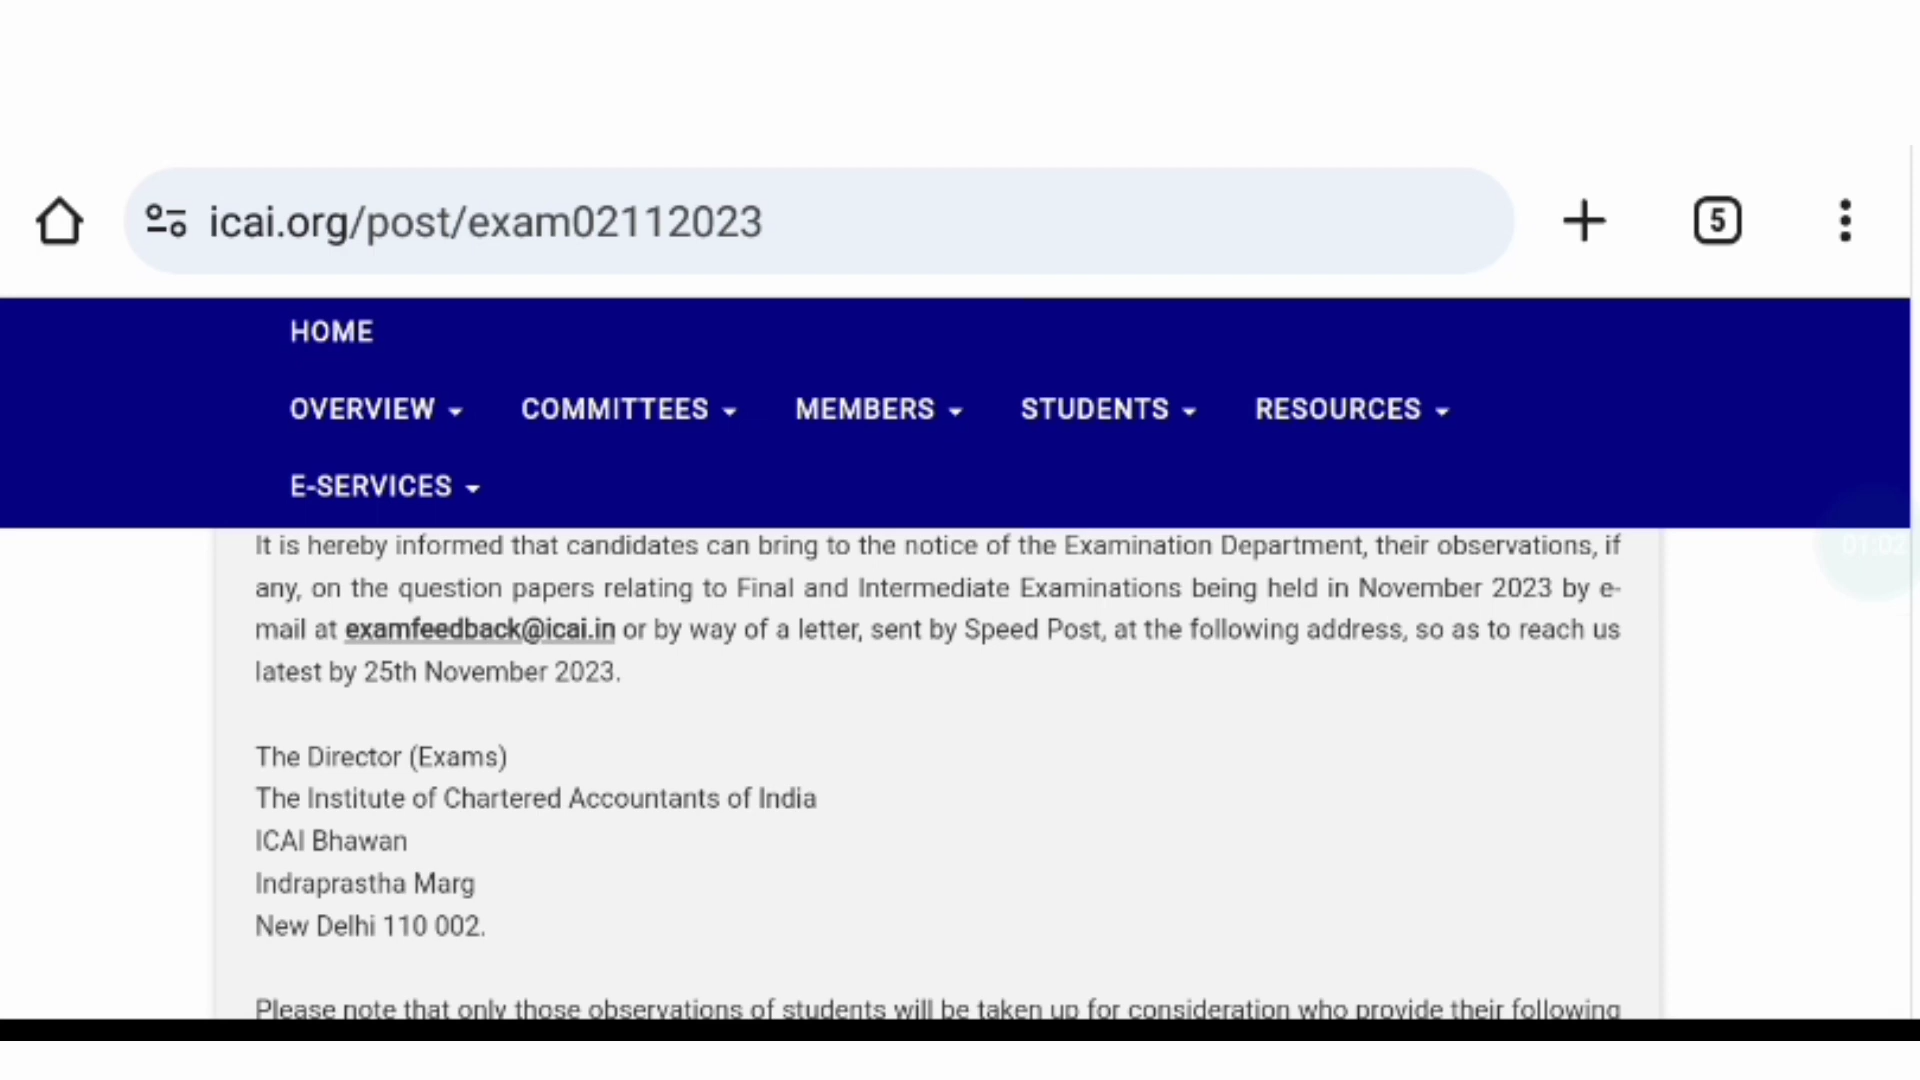 icai.org/post/exam02112023
5
HOME
OVERVIEW
COMMITTEES
MEMBERS
STUDENTS
RESOURCES
E-SERVICES
01:02
It is hereby informed that candidates can bring to the notice of the Examination Department, their observations, if
any, on the question papers relating to Final and Intermediate Examinations being held in November 2023 by e-
mail at examfeedback@icai.in or by way of a letter, sent by Speed Post, at the following address, so as to reach us
latest by 25th November 2023.
The Director (Exams)
The Institute of Chartered Accountants of India
ICAI Bhawan
Indraprastha Marg
New Delhi 110 002.
Please note that only those observations of students will be taken up for consideration who provide their following